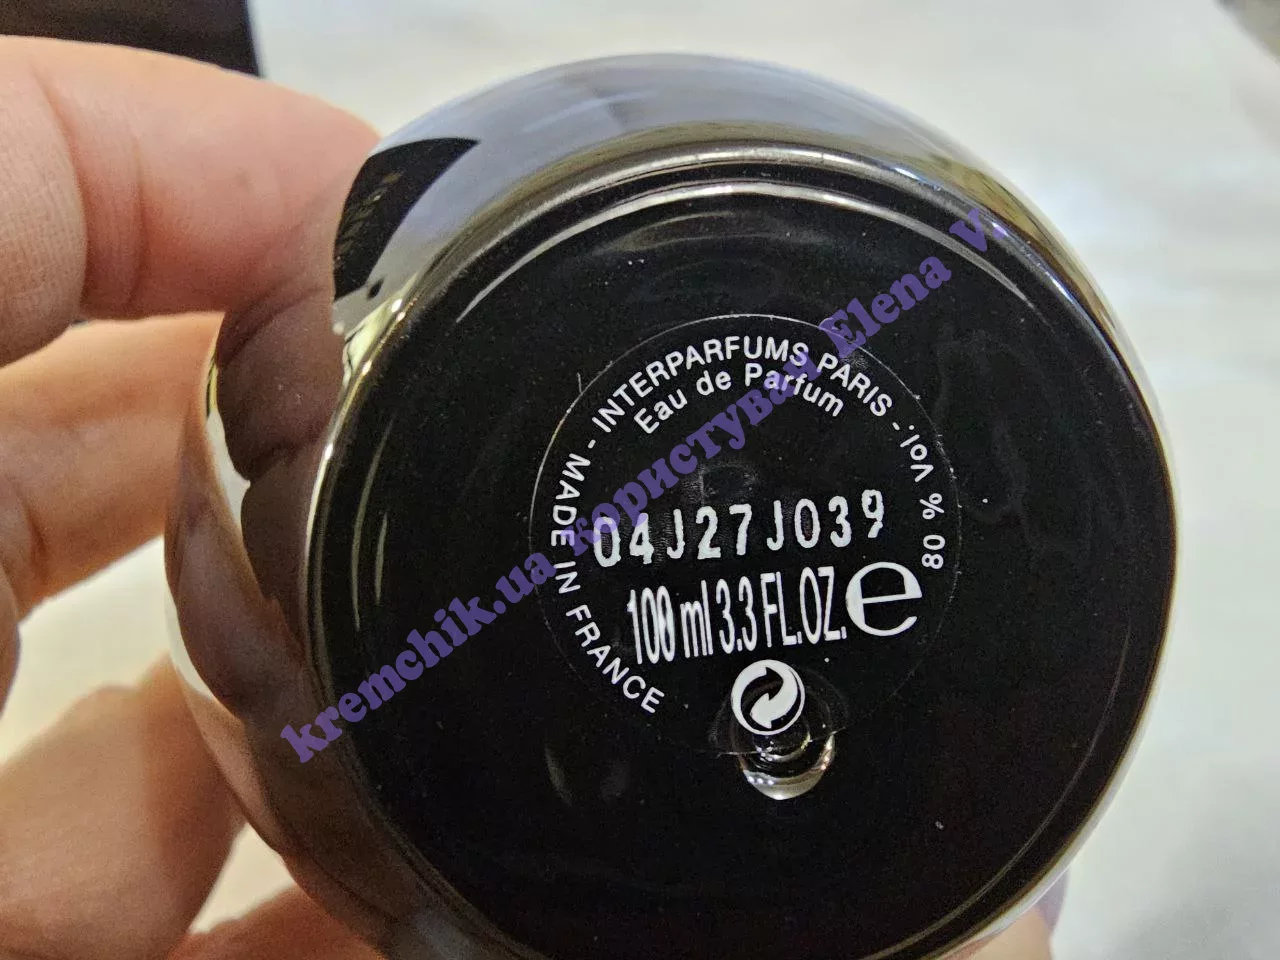 MADE IN FRANCE - INTERPARFUMS PARIS - 80 % Vol.
Eau de Parfum
04J27J039
100 ml 3.3 FL.OZ. e
kremchik.ua користувач Elena V.